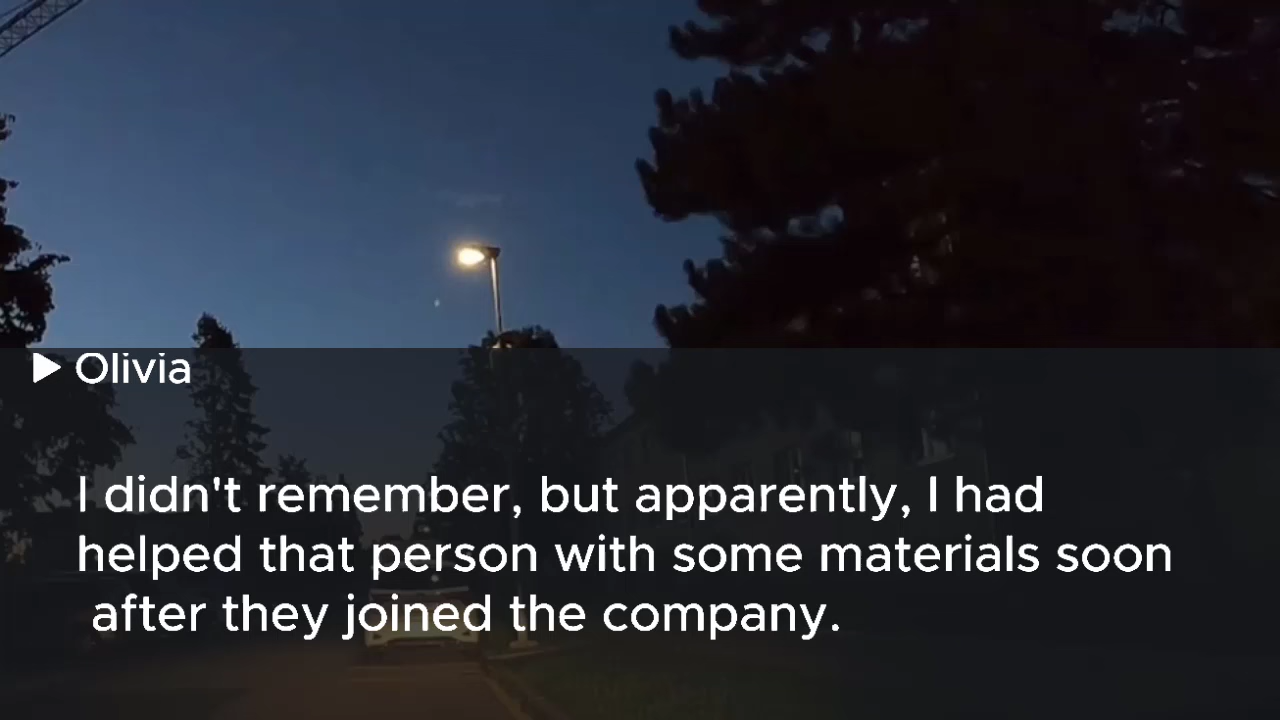 Olivia
I didn't remember, but apparently, I had
helped that person with some materials soon
after they joined the company.